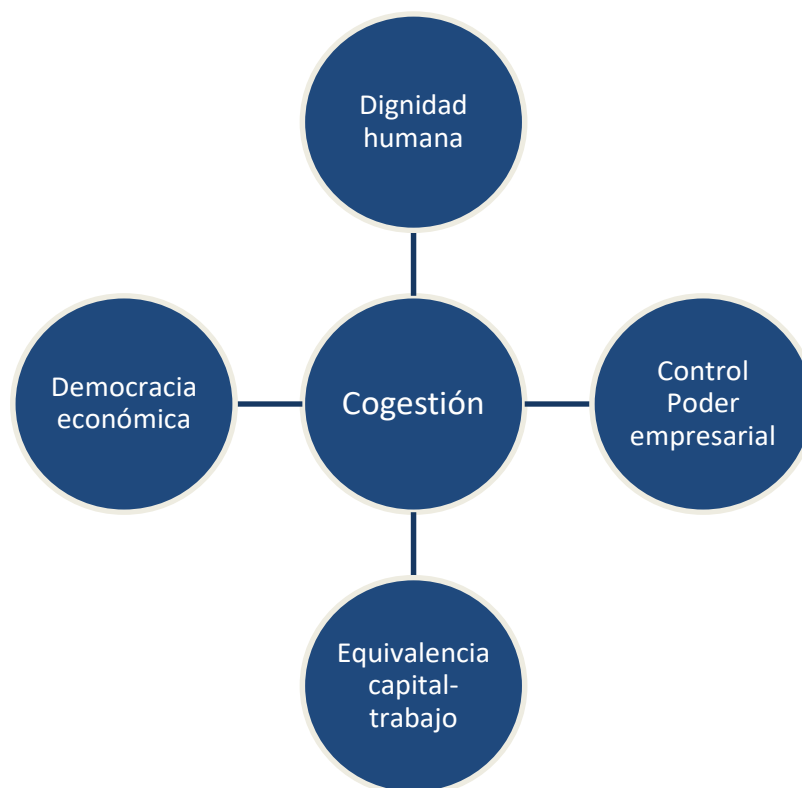 Dignidad
humana
Democracia
económica
Cogestión
Control
Poder
empresarial
Equivalencia
capital-
trabajo